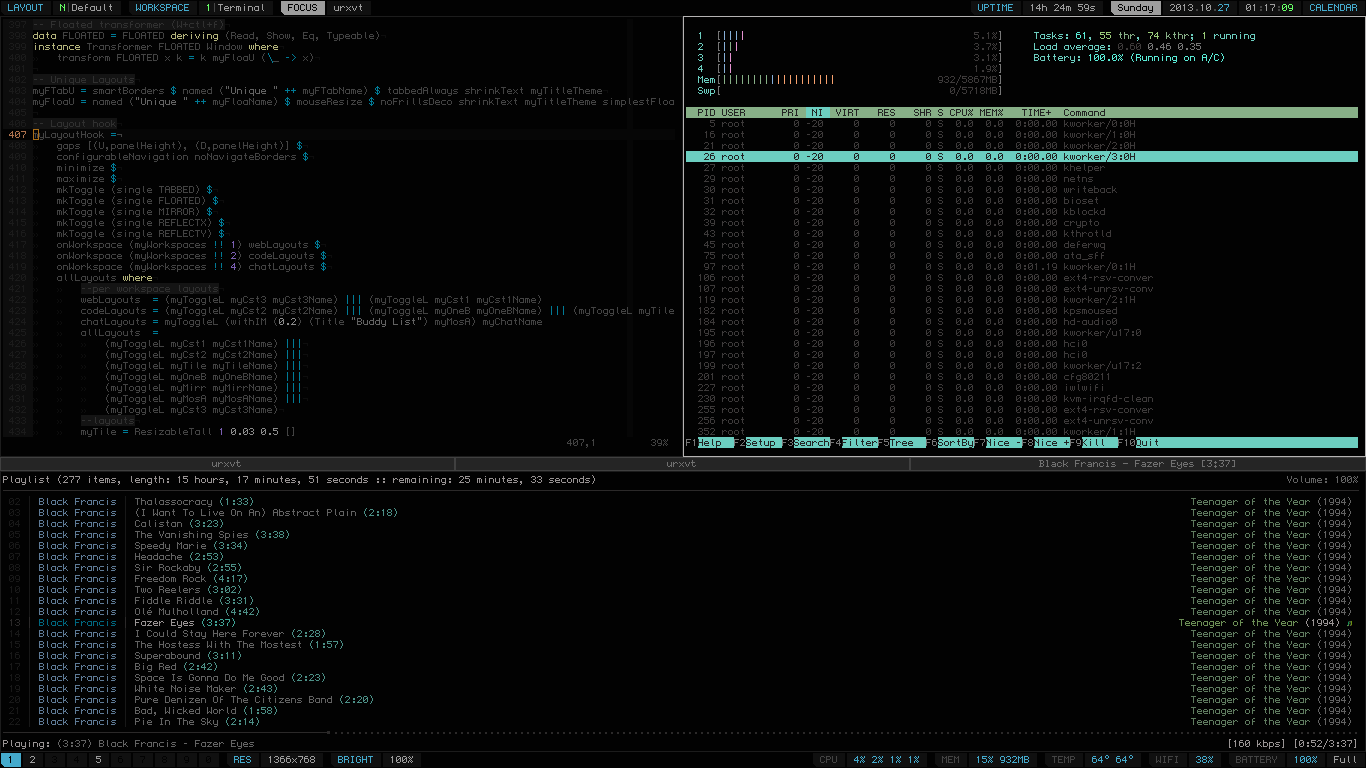 LAYOUT N|Default WORKSPACE 1|Terminal FOCUS urxvt UPTIME 14h 24m 59s Sunday 2013.10.27 01:17:09 CALENDAR
397 -- Floated transformer (W+ctl+f)
398 data FLOATED = FLOATED deriving (Read, Show, Eq, Typeable)
399 instance Transformer FLOATED Window where
400 transform FLOATED x k = k myFloaU (\_ -> x)
401
402 -- Unique Layouts
403 myFTabU = smartBorders $ named ("Unique " ++ myFTabName) $ tabbedAlways shrinkText myTitleTheme
404 myFloaU = named ("Unique " ++ myFloaName) $ mouseResize $ noFrillsDeco shrinkText myTitleTheme simplestFloa
405
406 -- Layout hook
407 myLayoutHook =¬
408 gaps [(U,panelHeight), (D,panelHeight)] $
409 configurableNavigation noNavigateBorders $
410 minimize $
411 maximize $
412 mkToggle (single TABBED) $
413 mkToggle (single FLOATED) $
414 mkToggle (single MIRROR) $
415 mkToggle (single REFLECTX) $
416 mkToggle (single REFLECTY) $
417 onWorkspace (myWorkspaces !! 1) webLayouts $
418 onWorkspace (myWorkspaces !! 2) codeLayouts $
419 onWorkspace (myWorkspaces !! 4) chatLayouts $
420 allLayouts where
421 --per workspace layouts
422 webLayouts = (myToggleL myCst3 myCst3Name) ||| (myToggleL myCst1 myCst1Name)
423 codeLayouts = (myToggleL myCst2 myCst2Name) ||| (myToggleL myOneB myOneBName) ||| (myToggleL myTile
424 chatLayouts = myToggleL (withIM (0.2) (Title "Buddy List") myMosA) myChatName
425 allLayouts =
426 (myToggleL myCst1 myCst1Name) |||
427 (myToggleL myCst2 myCst2Name) |||
428 (myToggleL myTile myTileName) |||
429 (myToggleL myOneB myOneBName) |||
430 (myToggleL myMirr myMirrName) |||
431 (myToggleL myMosA myMosAName) |||
432 (myToggleL myCst3 myCst3Name)
433 --layouts
434 myTile = ResizableTall 1 0.03 0.5 []
407,1 39%
1 [|||| 5.1%] Tasks: 61, 55 thr, 74 kthr; 1 running
2 [||| 3.7%] Load average: 0.60 0.46 0.35
3 [|| 3.1%] Battery: 100.0% (Running on A/C)
4 [|| 1.9%]
Mem[|||||||||||||||||||| 932/5867MB]
Swp[ 0/5718MB]
PID USER PRI NI VIRT RES SHR S CPU% MEM% TIME+ Command
5 root 0 -20 0 0 0 S 0.0 0.0 0:00.00 kworker/0:0H
16 root 0 -20 0 0 0 S 0.0 0.0 0:00.00 kworker/1:0H
21 root 0 -20 0 0 0 S 0.0 0.0 0:00.00 kworker/2:0H
26 root 0 -20 0 0 0 S 0.0 0.0 0:00.00 kworker/3:0H
27 root 0 -20 0 0 0 S 0.0 0.0 0:00.00 khelper
29 root 0 -20 0 0 0 S 0.0 0.0 0:00.00 netns
30 root 0 -20 0 0 0 S 0.0 0.0 0:00.00 writeback
31 root 0 -20 0 0 0 S 0.0 0.0 0:00.00 bioset
32 root 0 -20 0 0 0 S 0.0 0.0 0:00.00 kblockd
39 root 0 -20 0 0 0 S 0.0 0.0 0:00.00 crypto
43 root 0 -20 0 0 0 S 0.0 0.0 0:00.00 kthrotld
45 root 0 -20 0 0 0 S 0.0 0.0 0:00.00 deferwq
75 root 0 -20 0 0 0 S 0.0 0.0 0:00.00 ata_sff
97 root 0 -20 0 0 0 S 0.0 0.0 0:01.19 kworker/0:1H
106 root 0 -20 0 0 0 S 0.0 0.0 0:00.00 ext4-rsv-conver
107 root 0 -20 0 0 0 S 0.0 0.0 0:00.00 ext4-unrsv-conv
119 root 0 -20 0 0 0 S 0.0 0.0 0:00.00 kworker/2:1H
182 root 0 -20 0 0 0 S 0.0 0.0 0:00.00 kpsmoused
184 root 0 -20 0 0 0 S 0.0 0.0 0:00.00 hd-audio0
195 root 0 -20 0 0 0 S 0.0 0.0 0:00.00 kworker/u17:0
196 root 0 -20 0 0 0 S 0.0 0.0 0:00.00 hci0
197 root 0 -20 0 0 0 S 0.0 0.0 0:00.00 hci0
199 root 0 -20 0 0 0 S 0.0 0.0 0:00.00 kworker/u17:2
201 root 0 -20 0 0 0 S 0.0 0.0 0:00.00 cfg80211
227 root 0 -20 0 0 0 S 0.0 0.0 0:00.00 iwlwifi
230 root 0 -20 0 0 0 S 0.0 0.0 0:00.00 kvm-irqfd-clean
255 root 0 -20 0 0 0 S 0.0 0.0 0:00.00 ext4-rsv-conver
256 root 0 -20 0 0 0 S 0.0 0.0 0:00.00 ext4-unrsv-conv
352 root 0 -20 0 0 0 S 0.0 0.0 0:00.00 kworker/1:1H
F1Help F2Setup F3SearchF4FilterF5Tree F6SortByF7Nice -F8Nice +F9Kill F10Quit
urxvt urxvt Black Francis - Fazer Eyes [3:37]
Playlist (277 items, length: 15 hours, 17 minutes, 51 seconds :: remaining: 25 minutes, 33 seconds) Volume: 100%
02 Black Francis Thalassocracy (1:33) Teenager of the Year (1994)
03 Black Francis (I Want To Live On An) Abstract Plain (2:18) Teenager of the Year (1994)
04 Black Francis Calistan (3:23) Teenager of the Year (1994)
05 Black Francis The Vanishing Spies (3:38) Teenager of the Year (1994)
06 Black Francis Speedy Marie (3:34) Teenager of the Year (1994)
07 Black Francis Headache (2:53) Teenager of the Year (1994)
08 Black Francis Sir Rockaby (2:55) Teenager of the Year (1994)
09 Black Francis Freedom Rock (4:17) Teenager of the Year (1994)
10 Black Francis Two Reelers (3:02) Teenager of the Year (1994)
11 Black Francis Fiddle Riddle (3:31) Teenager of the Year (1994)
12 Black Francis Olé Mulholland (4:42) Teenager of the Year (1994)
13 Black Francis Fazer Eyes (3:37) Teenager of the Year (1994) ♬
14 Black Francis I Could Stay Here Forever (2:28) Teenager of the Year (1994)
15 Black Francis The Hostess With The Mostest (1:57) Teenager of the Year (1994)
16 Black Francis Superabound (3:11) Teenager of the Year (1994)
17 Black Francis Big Red (2:42) Teenager of the Year (1994)
18 Black Francis Space Is Gonna Do Me Good (2:23) Teenager of the Year (1994)
19 Black Francis White Noise Maker (2:43) Teenager of the Year (1994)
20 Black Francis Pure Denizen Of The Citizens Band (2:20) Teenager of the Year (1994)
21 Black Francis Bad, Wicked World (1:58) Teenager of the Year (1994)
22 Black Francis Pie In The Sky (2:14) Teenager of the Year (1994)
Playing: (3:37) Black Francis - Fazer Eyes [160 kbps] [0:52/3:37]
1 2 3 4 5 6 7 8 9 0 RES 1366x768 BRIGHT 100% CPU 4% 2% 1% 1% MEM 15% 932MB TEMP 64° 64° WIFI 38% BATTERY 100% Full